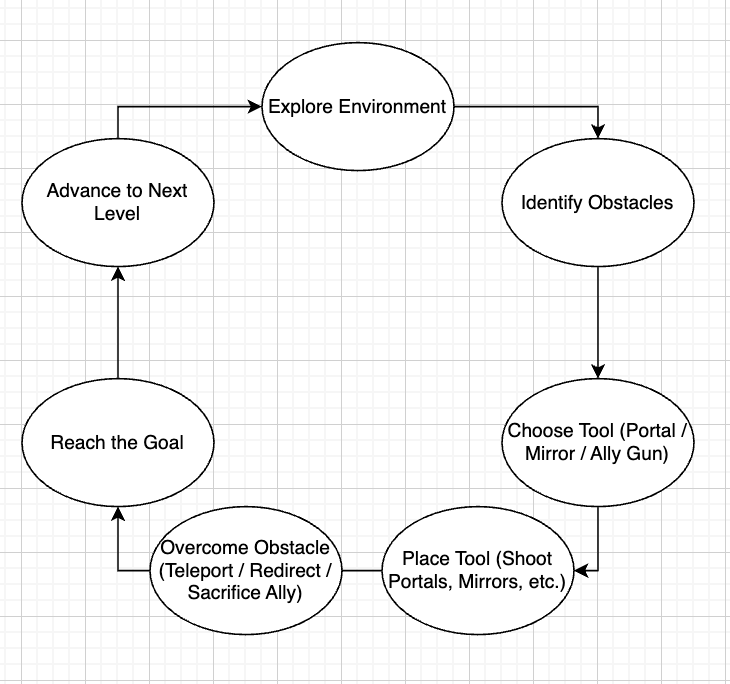 Explore Environment
Identify Obstacles
Choose Tool (Portal /
Mirror / Ally Gun)
Place Tool (Shoot
Portals, Mirrors, etc.)
Overcome Obstacle
(Teleport / Redirect /
Sacrifice Ally)
Reach the Goal
Advance to Next
Level